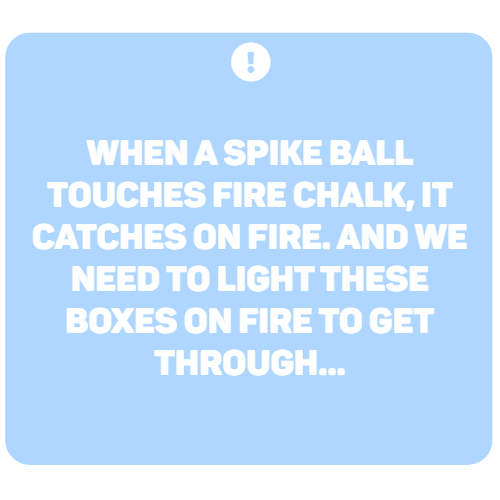 !
WHEN A SPIKE BALL
TOUCHES FIRE CHALK, IT
CATCHES ON FIRE. AND WE
NEED TO LIGHT THESE
BOXES ON FIRE TO GET
THROUGH...